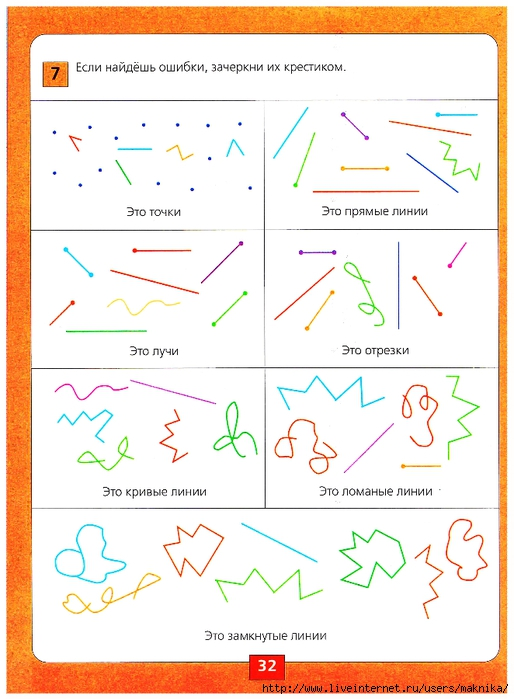 7
Если найдёшь ошибки, зачеркни их крестиком.
Это точки
Это прямые линии
Это лучи
Это отрезки
Это кривые линии
Это ломаные линии
Это замкнутые линии
32
http://www.liveinternet.ru/users/maknika/